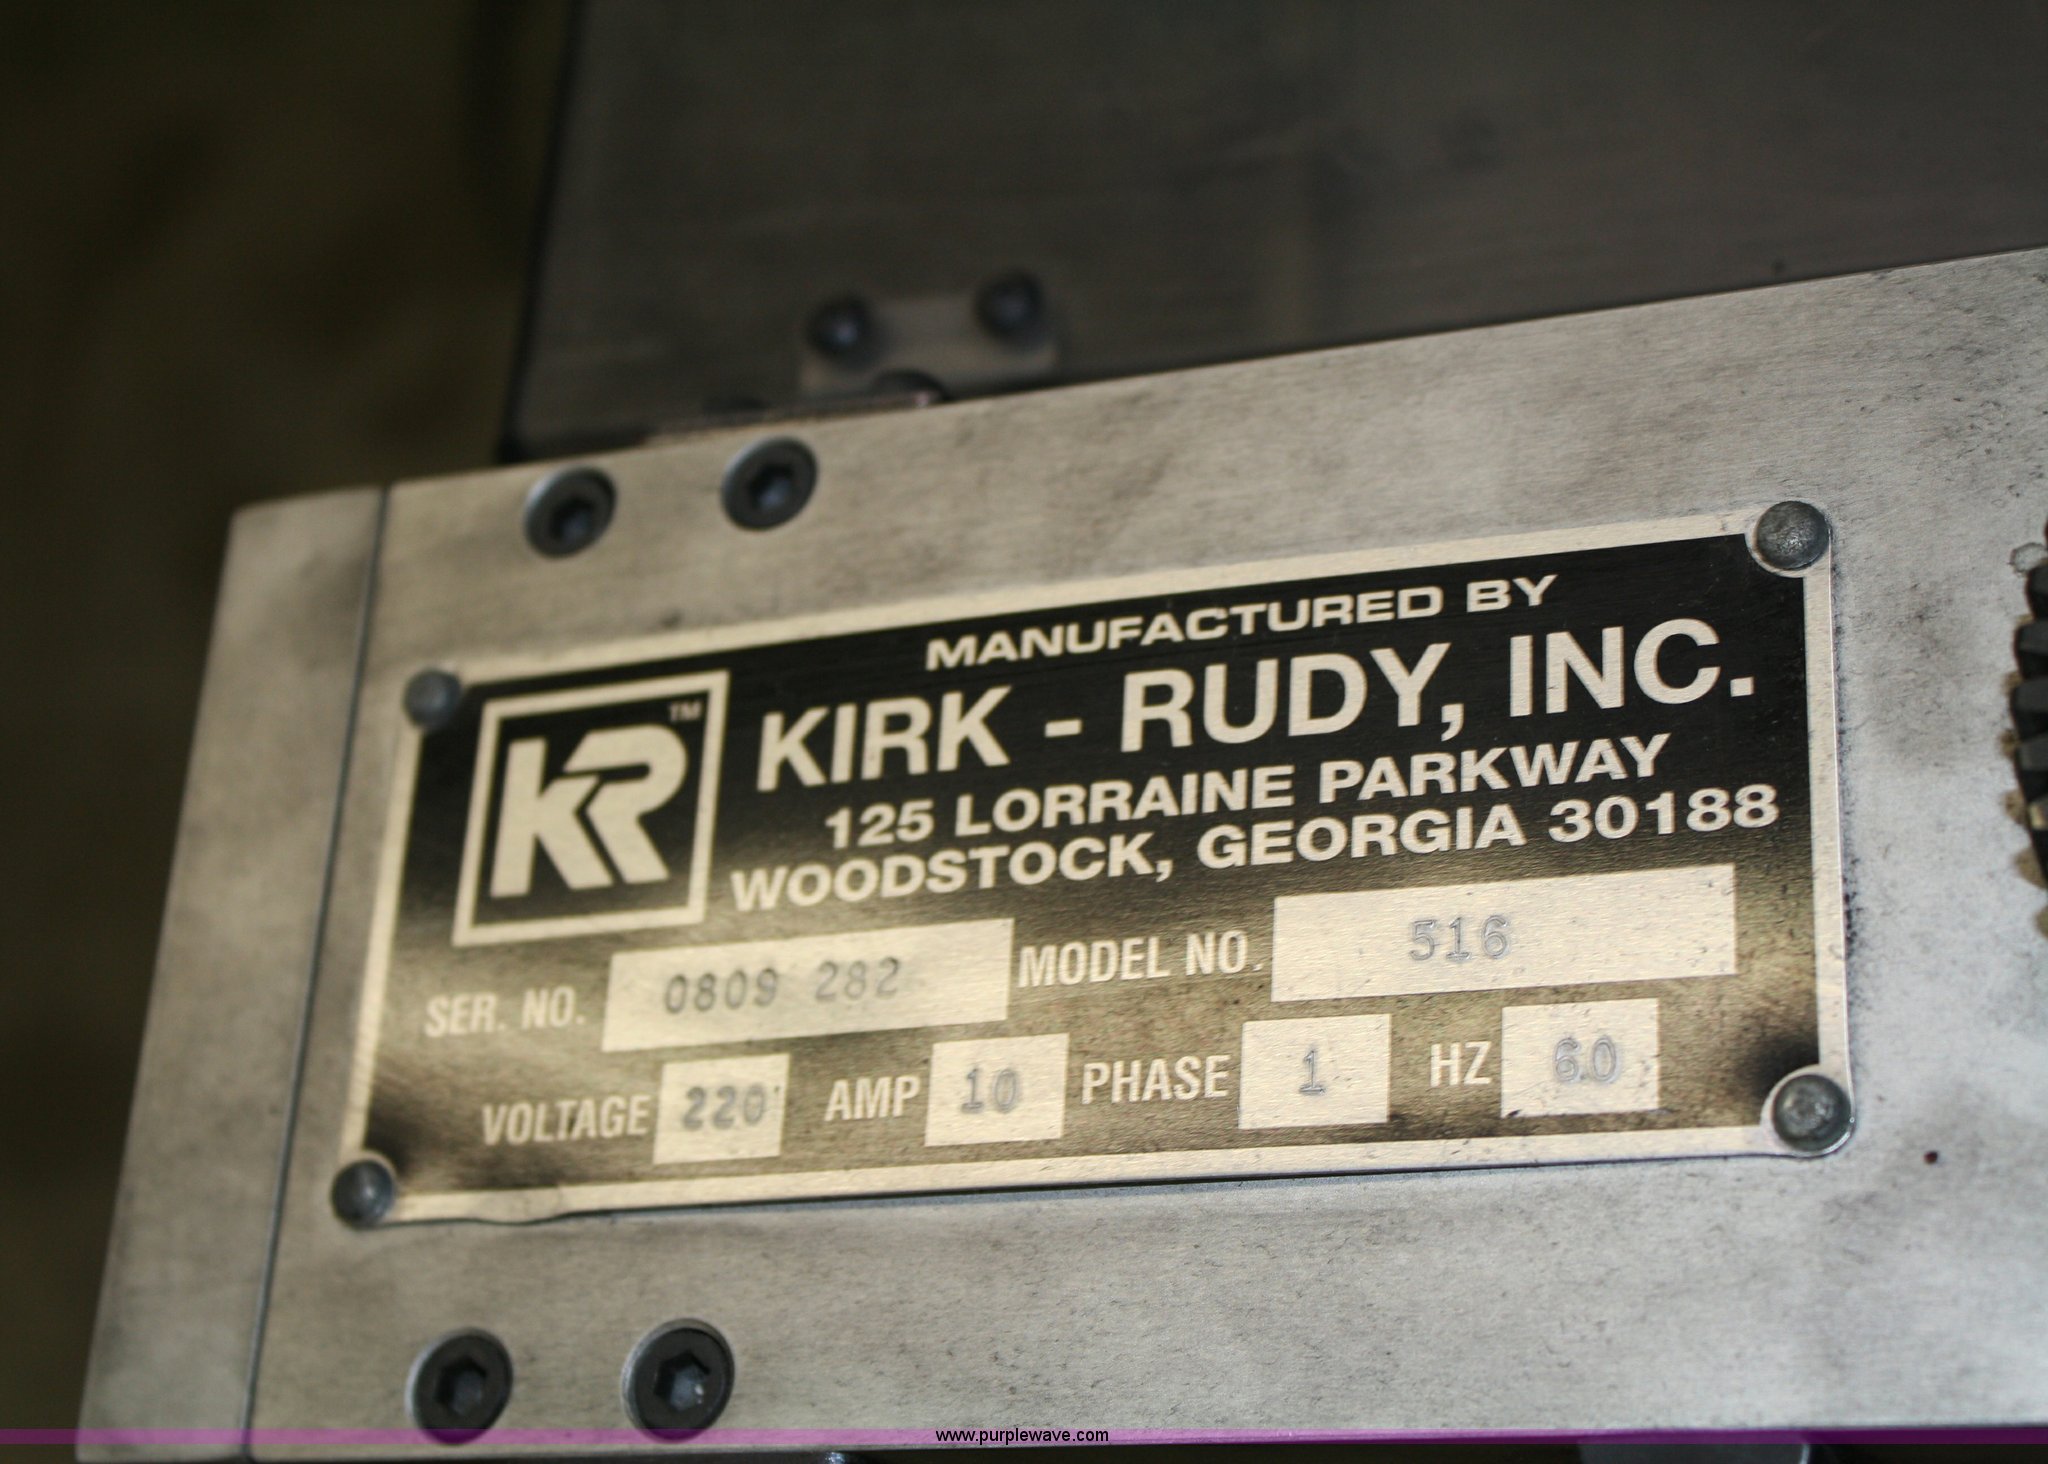 MANUFACTURED BY
KR™
KIRK - RUDY, INC.
125 LORRAINE PARKWAY
WOODSTOCK, GEORGIA 30188
SER. NO. 0809 282 MODEL NO. 516
VOLTAGE 220 AMP 10 PHASE 1 HZ 60
www.purplewave.com